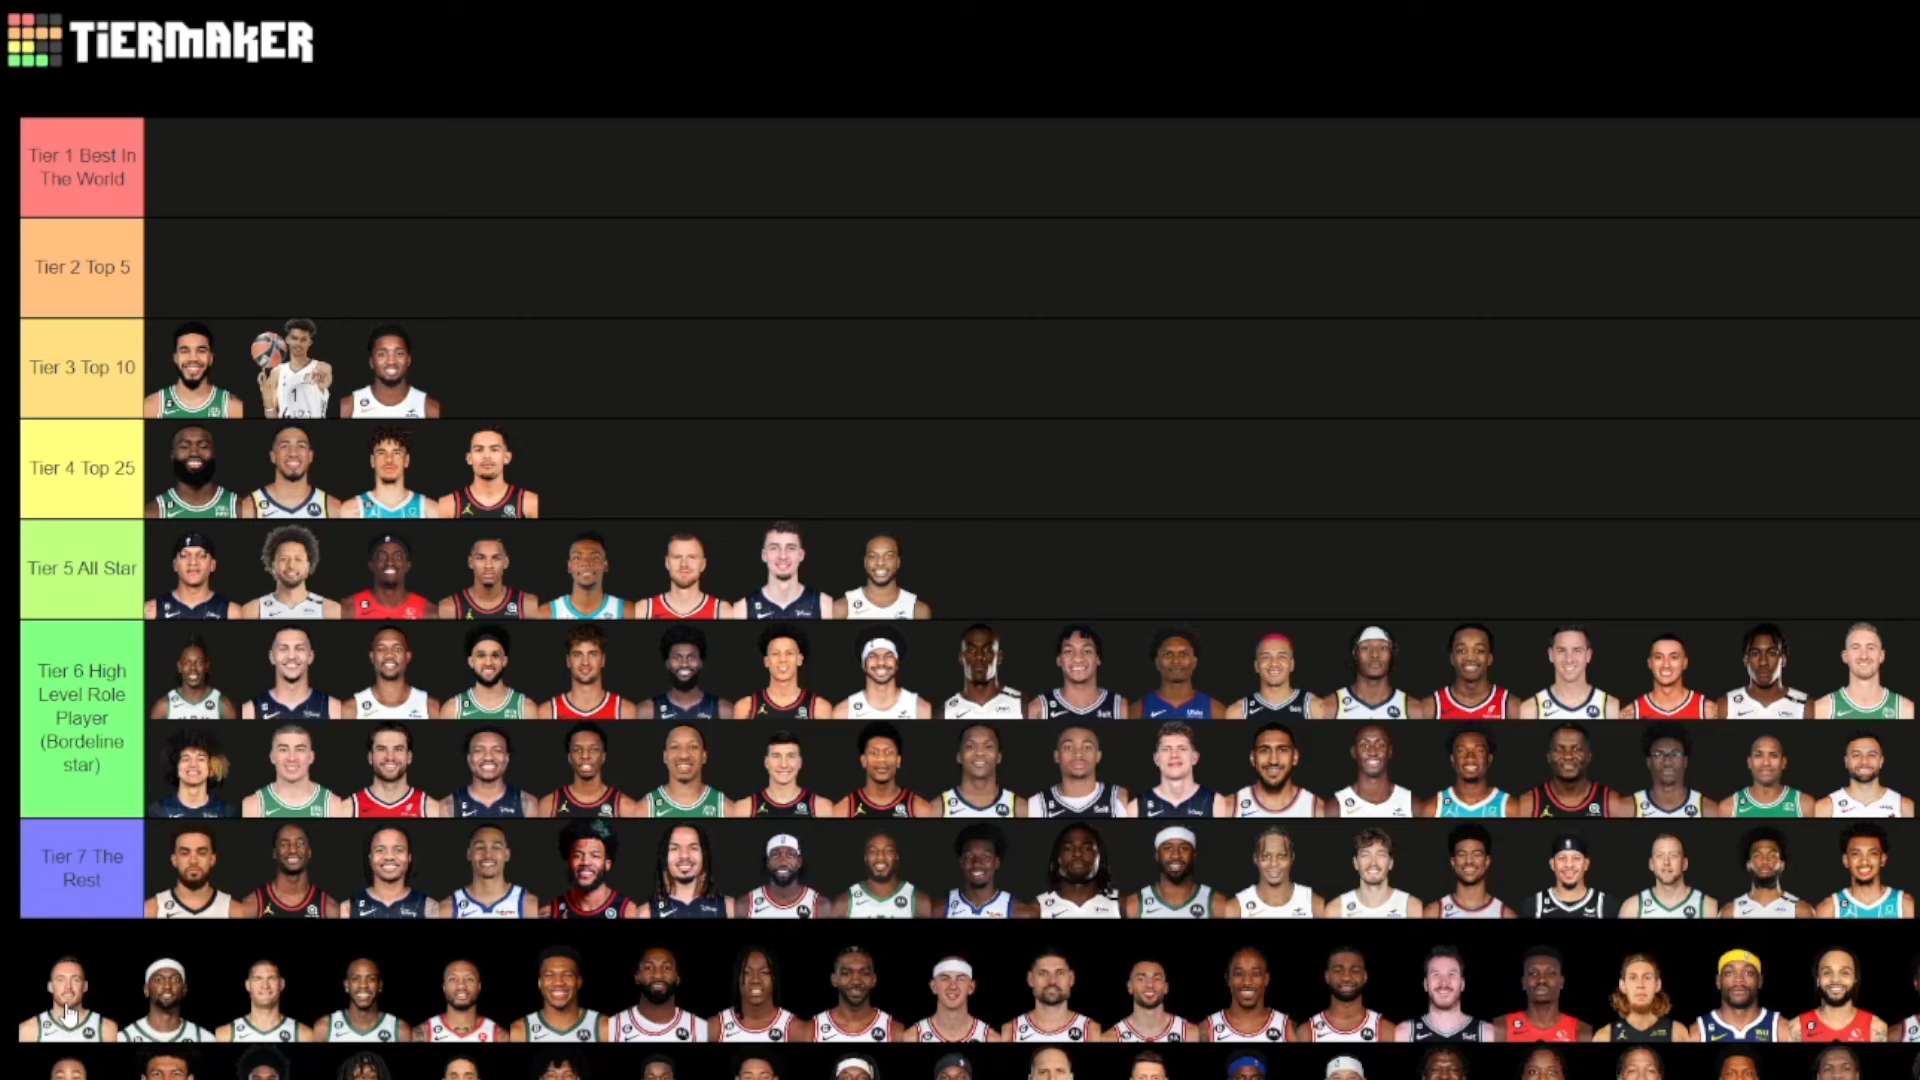 TiERMAKER
Tier 1 Best In
The World
Tier 2 Top 5
Tier 3 Top 10
1
Tier 4 Top 25
Tier 5 All Star
Tier 6 High
Level Role
Player
(Bordeline
star)
Tier 7 The
Rest